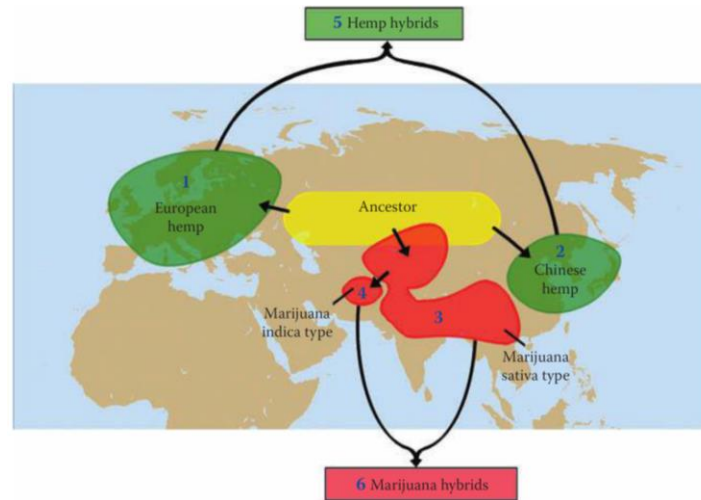 5 Hemp hybrids
1
European
hemp
Ancestor
2
Chinese
hemp
4
Marijuana
indica type
3
Marijuana
sativa type
6 Marijuana hybrids